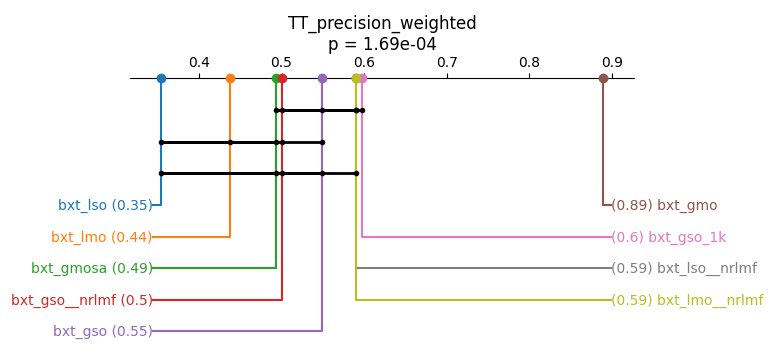 TT_precision_weighted
p = 1.69e-04
0.4 0.5 0.6 0.7 0.8 0.9
bxt_lso (0.35) (0.89) bxt_gmo
bxt_lmo (0.44) (0.6) bxt_gso_1k
bxt_gmosa (0.49) (0.59) bxt_lso__nrlmf
bxt_gso__nrlmf (0.5) (0.59) bxt_lmo__nrlmf
bxt_gso (0.55)